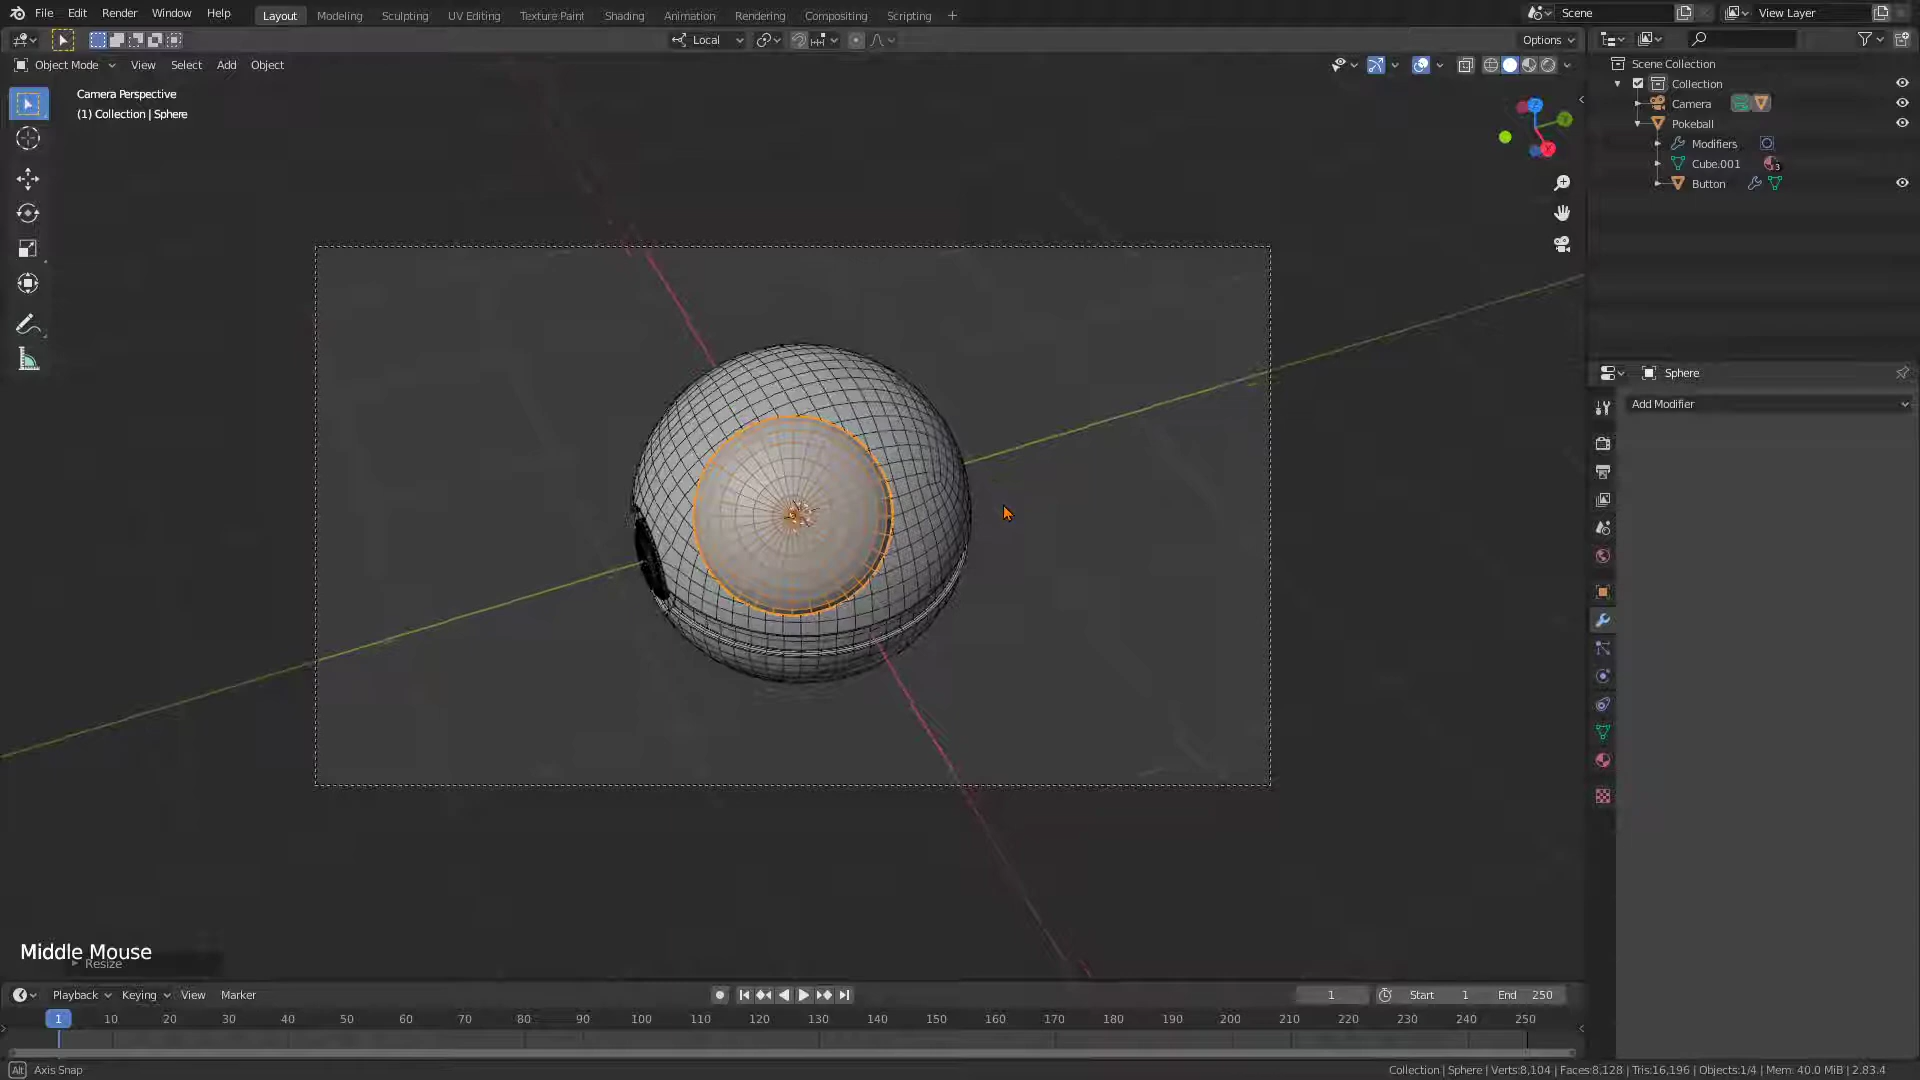 File Edit Render Window Help Layout Modeling Sculpting UV Editing Texture Paint Shading Animation Rendering Compositing Scripting + Scene View Layer
Local Options
Object Mode View Select Add Object
Camera Perspective
(1) Collection | Sphere
Scene Collection
Collection
Camera
Pokeball
Modifiers
Cube.001 3
Button
Sphere
Add Modifier
Middle Mouse
Resize
Playback Keying View Marker 1 Start 1 End 250
1 10 20 30 40 50 60 70 80 90 100 110 120 130 140 150 160 170 180 190 200 210 220 230 240 250
Alt Axis Snap Collection | Sphere | Verts:8,104 | Faces:8,128 | Tris:16,196 | Objects:1/4 | Mem: 40.0 MiB | 2.83.4